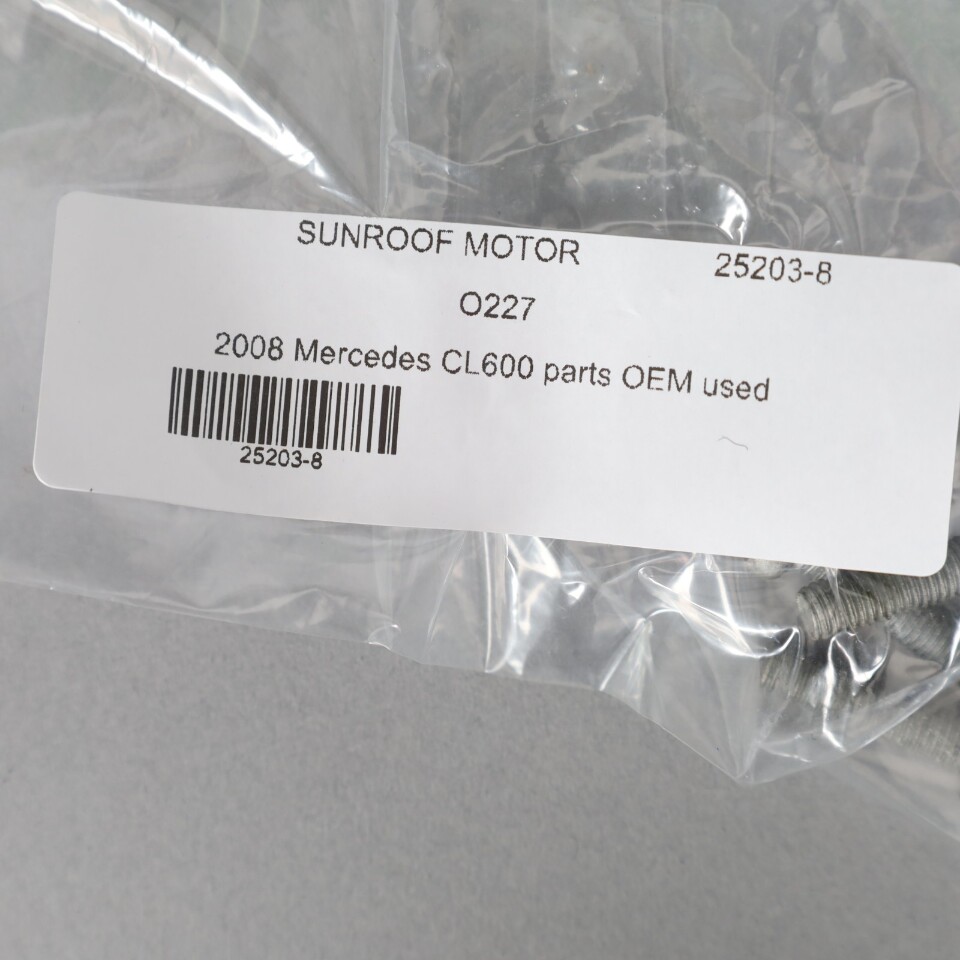 SUNROOF MOTOR 25203-8
O227
2008 Mercedes CL600 parts OEM used
25203-8